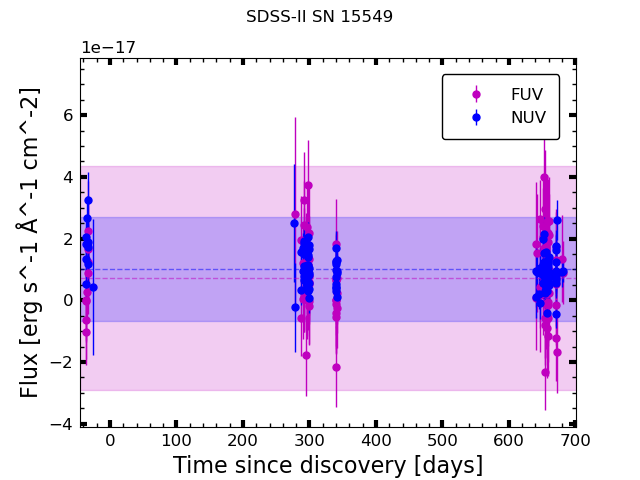 SDSS-II SN 15549
1e−17
FUV
NUV
6
4
2
0
−2
−4
0 100 200 300 400 500 600 700
Flux [erg s^-1 Å^-1 cm^-2]
Time since discovery [days]